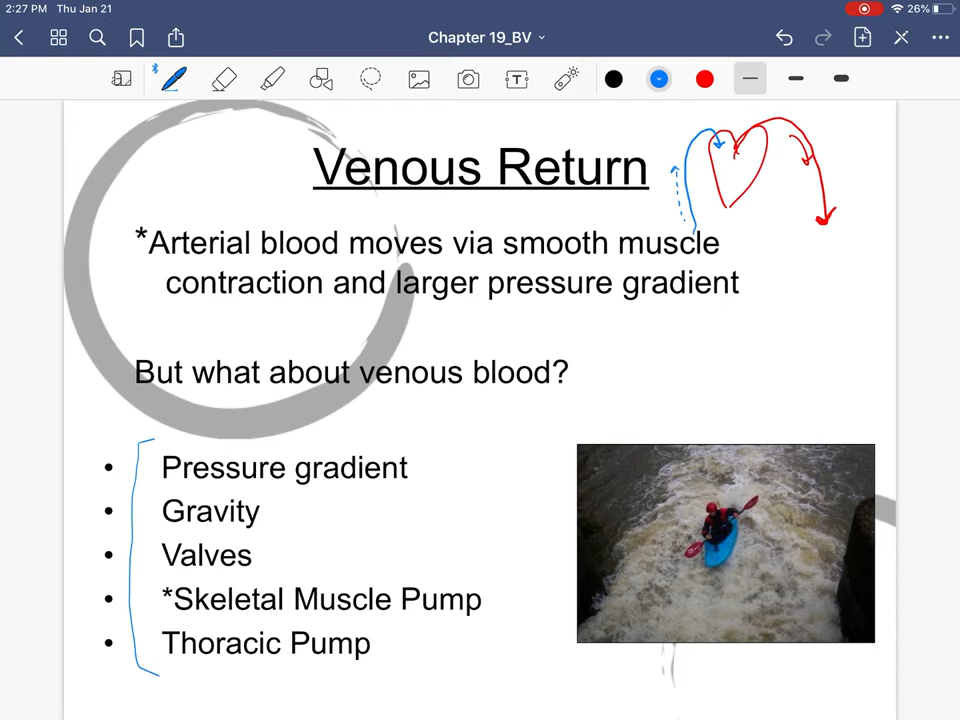 2:27 PM Thu Jan 21 26%
Chapter 19_BV
Venous Return
*Arterial blood moves via smooth muscle
contraction and larger pressure gradient
But what about venous blood?
• Pressure gradient
• Gravity
• Valves
• *Skeletal Muscle Pump
• Thoracic Pump